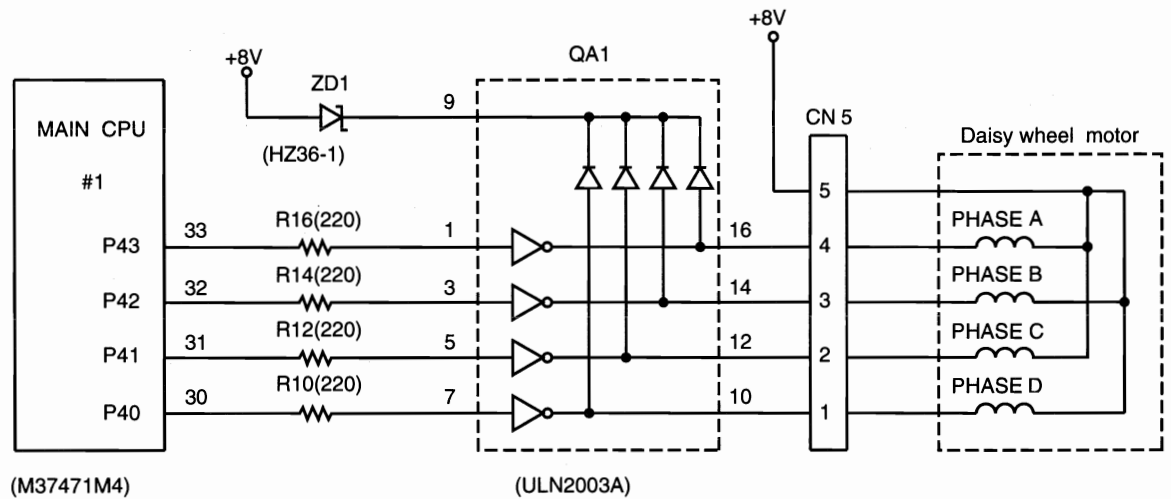 +8V
QA1
+8V
ZD1
9
CN 5
MAIN CPU
Daisy wheel motor
(HZ36-1)
#1
5
R16(220)
PHASE A
P43
33
1
16
4
R14(220)
PHASE B
P42
32
3
14
3
R12(220)
PHASE C
P41
31
5
12
2
R10(220)
PHASE D
P40
30
7
10
1
(M37471M4)
(ULN2003A)